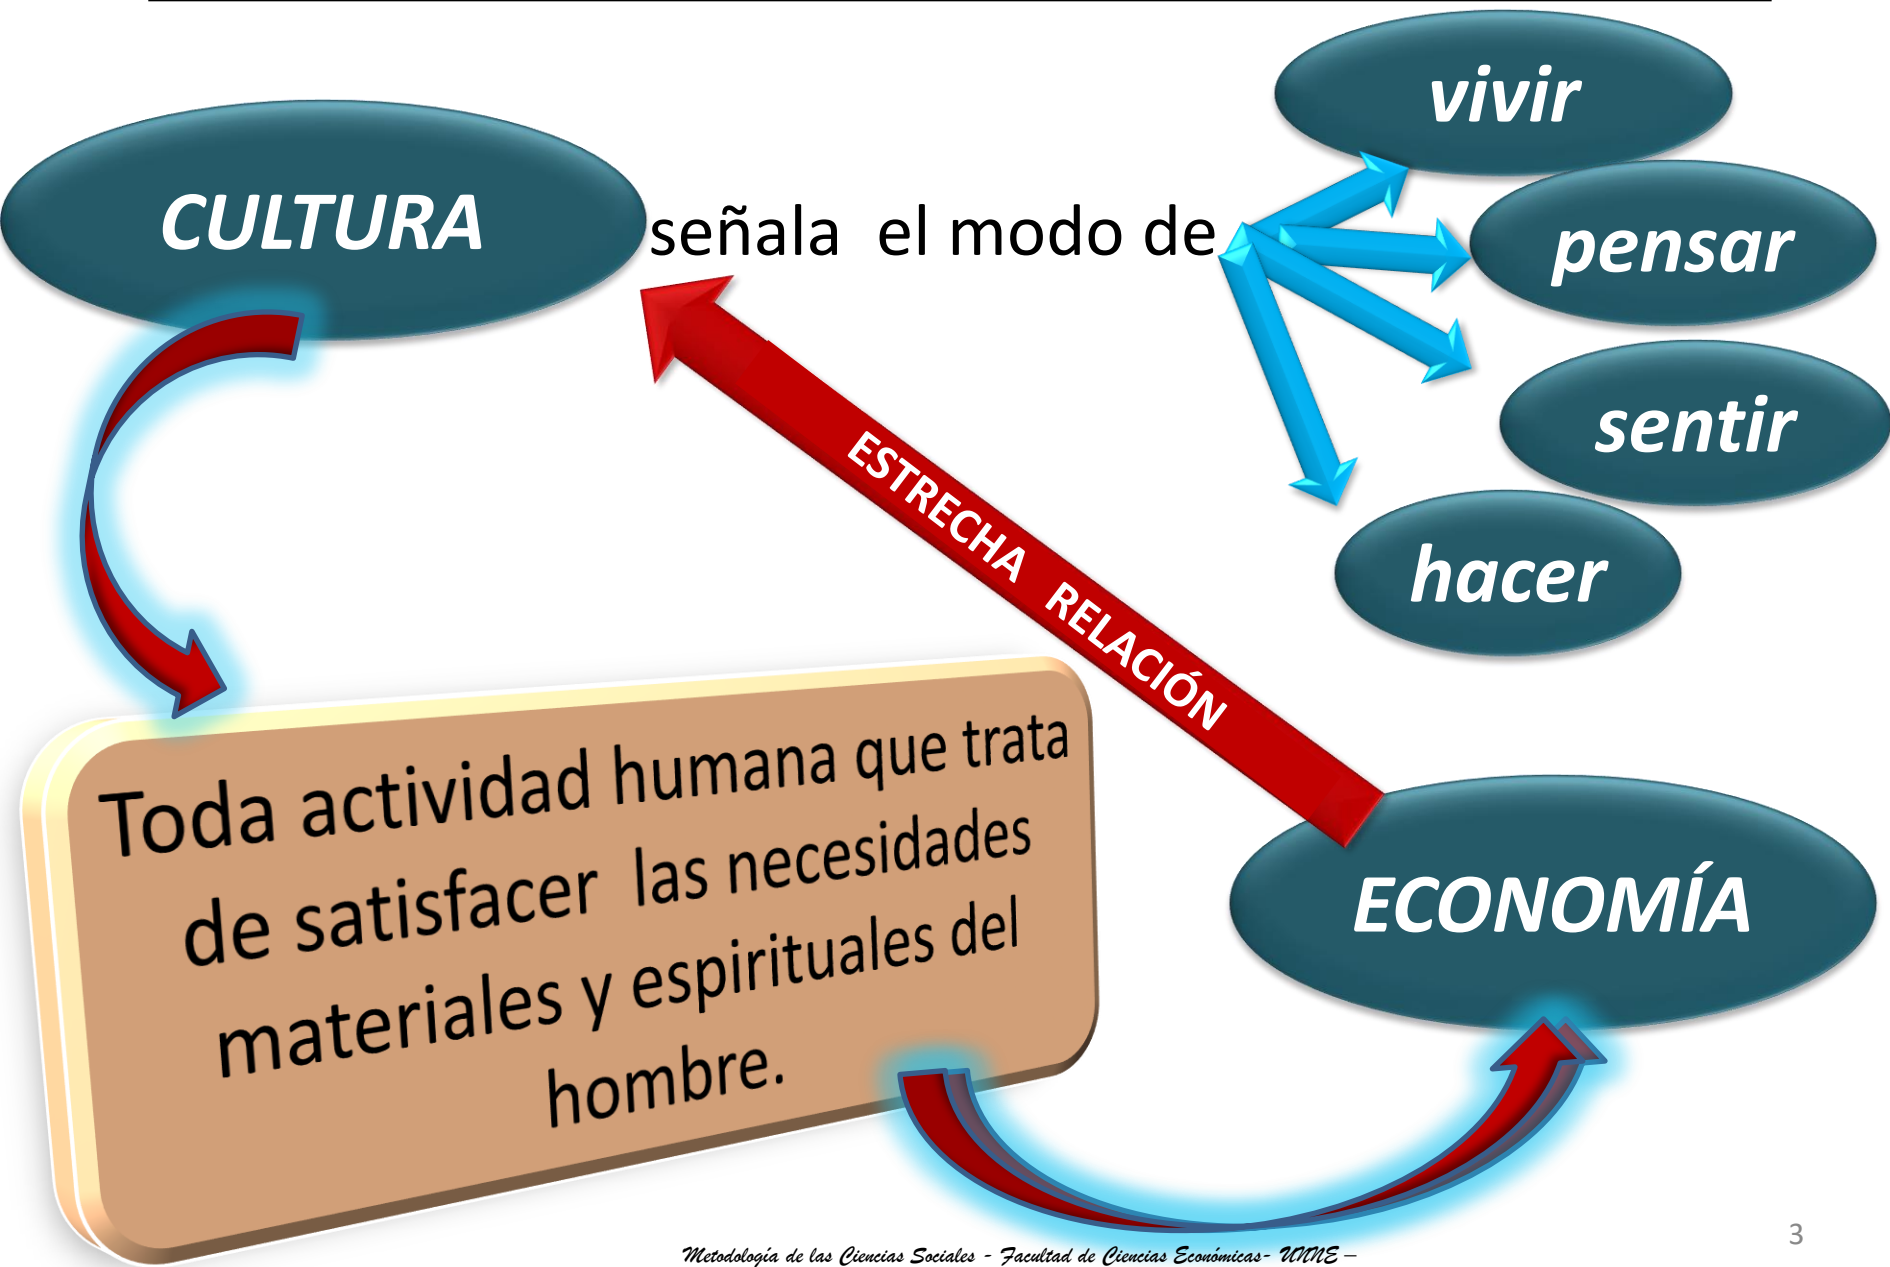 CULTURA
señala el modo de
vivir
pensar
sentir
hacer
ESTRECHA RELACIÓN
Toda actividad humana que trata
de satisfacer las necesidades
materiales y espirituales del
hombre.
ECONOMÍA
Metodología de las Ciencias Sociales - Facultad de Ciencias Económicas- UNNE –
3